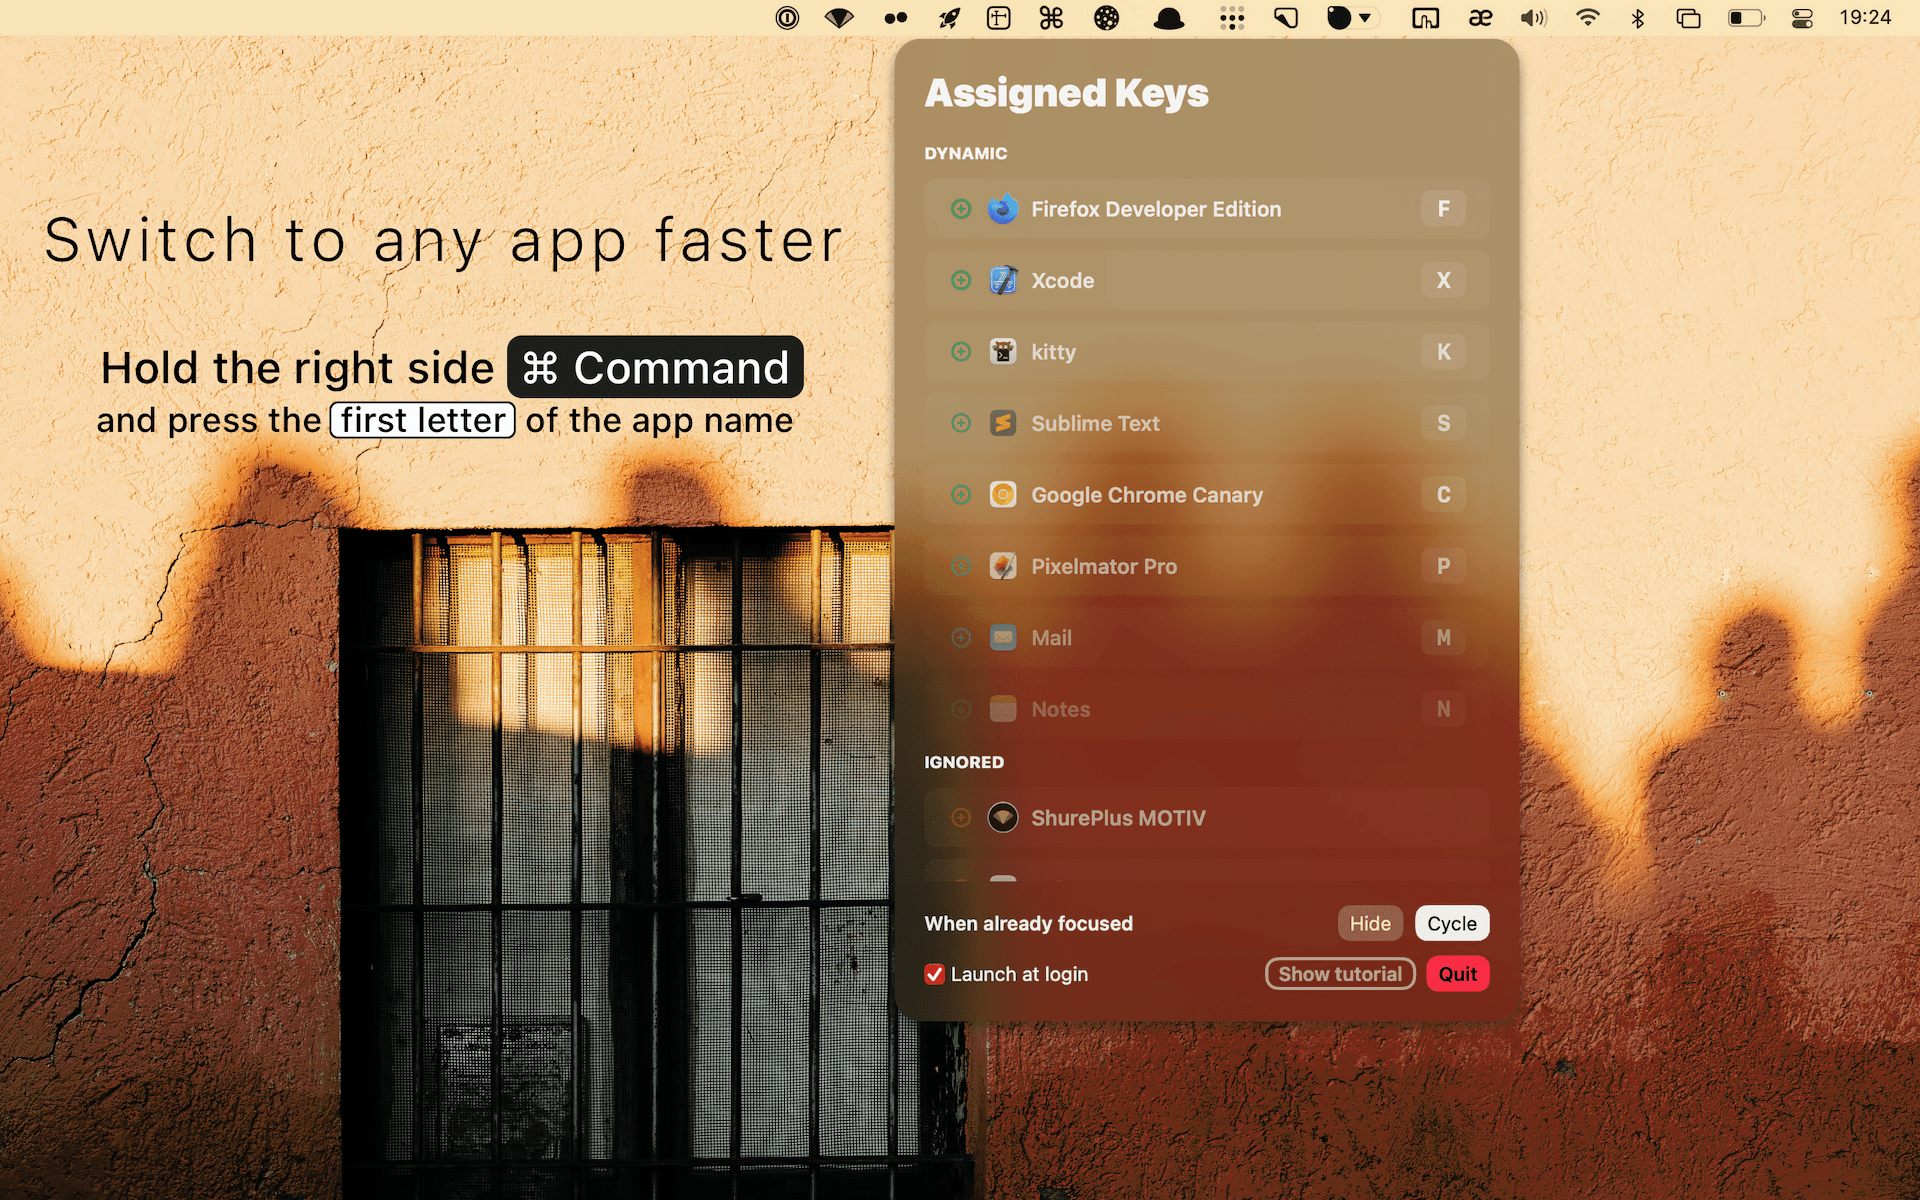 19:24
Switch to any app faster
Hold the right side ⌘ Command
and press the first letter of the app name
Assigned Keys
DYNAMIC
Firefox Developer Edition F
Xcode X
kitty K
Sublime Text S
Google Chrome Canary C
Pixelmator Pro P
Mail M
Notes N
IGNORED
ShurePlus MOTIV
When already focused Hide Cycle
Launch at login Show tutorial Quit